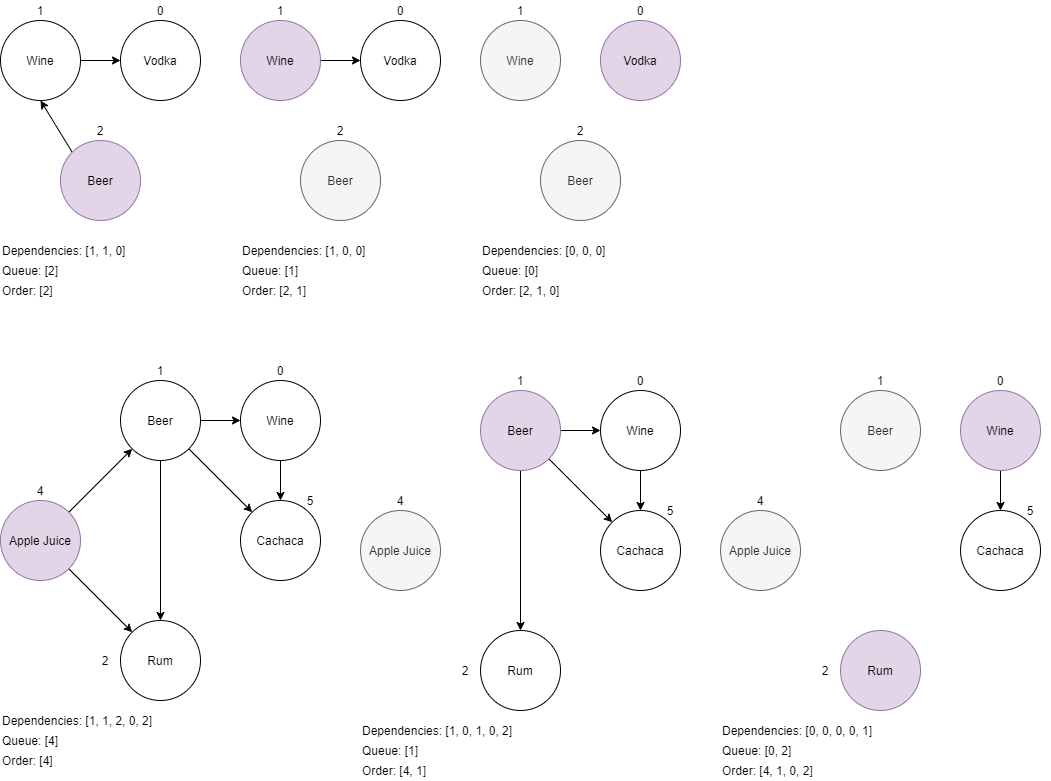 1
0
Wine
Vodka
2
Beer
Dependencies: [1, 1, 0]
Queue: [2]
Order: [2]
1
0
Wine
Vodka
2
Beer
Dependencies: [1, 0, 0]
Queue: [1]
Order: [2, 1]
1
0
Wine
Vodka
2
Beer
Dependencies: [0, 0, 0]
Queue: [0]
Order: [2, 1, 0]
1
0
Beer
Wine
4
5
Apple Juice
Cachaca
2
Rum
Dependencies: [1, 1, 2, 0, 2]
Queue: [4]
Order: [4]
1
0
Beer
Wine
4
5
Apple Juice
Cachaca
2
Rum
Dependencies: [1, 0, 1, 0, 2]
Queue: [1]
Order: [4, 1]
1
0
Beer
Wine
4
5
Apple Juice
Cachaca
2
Rum
Dependencies: [0, 0, 0, 0, 1]
Queue: [0, 2]
Order: [4, 1, 0, 2]